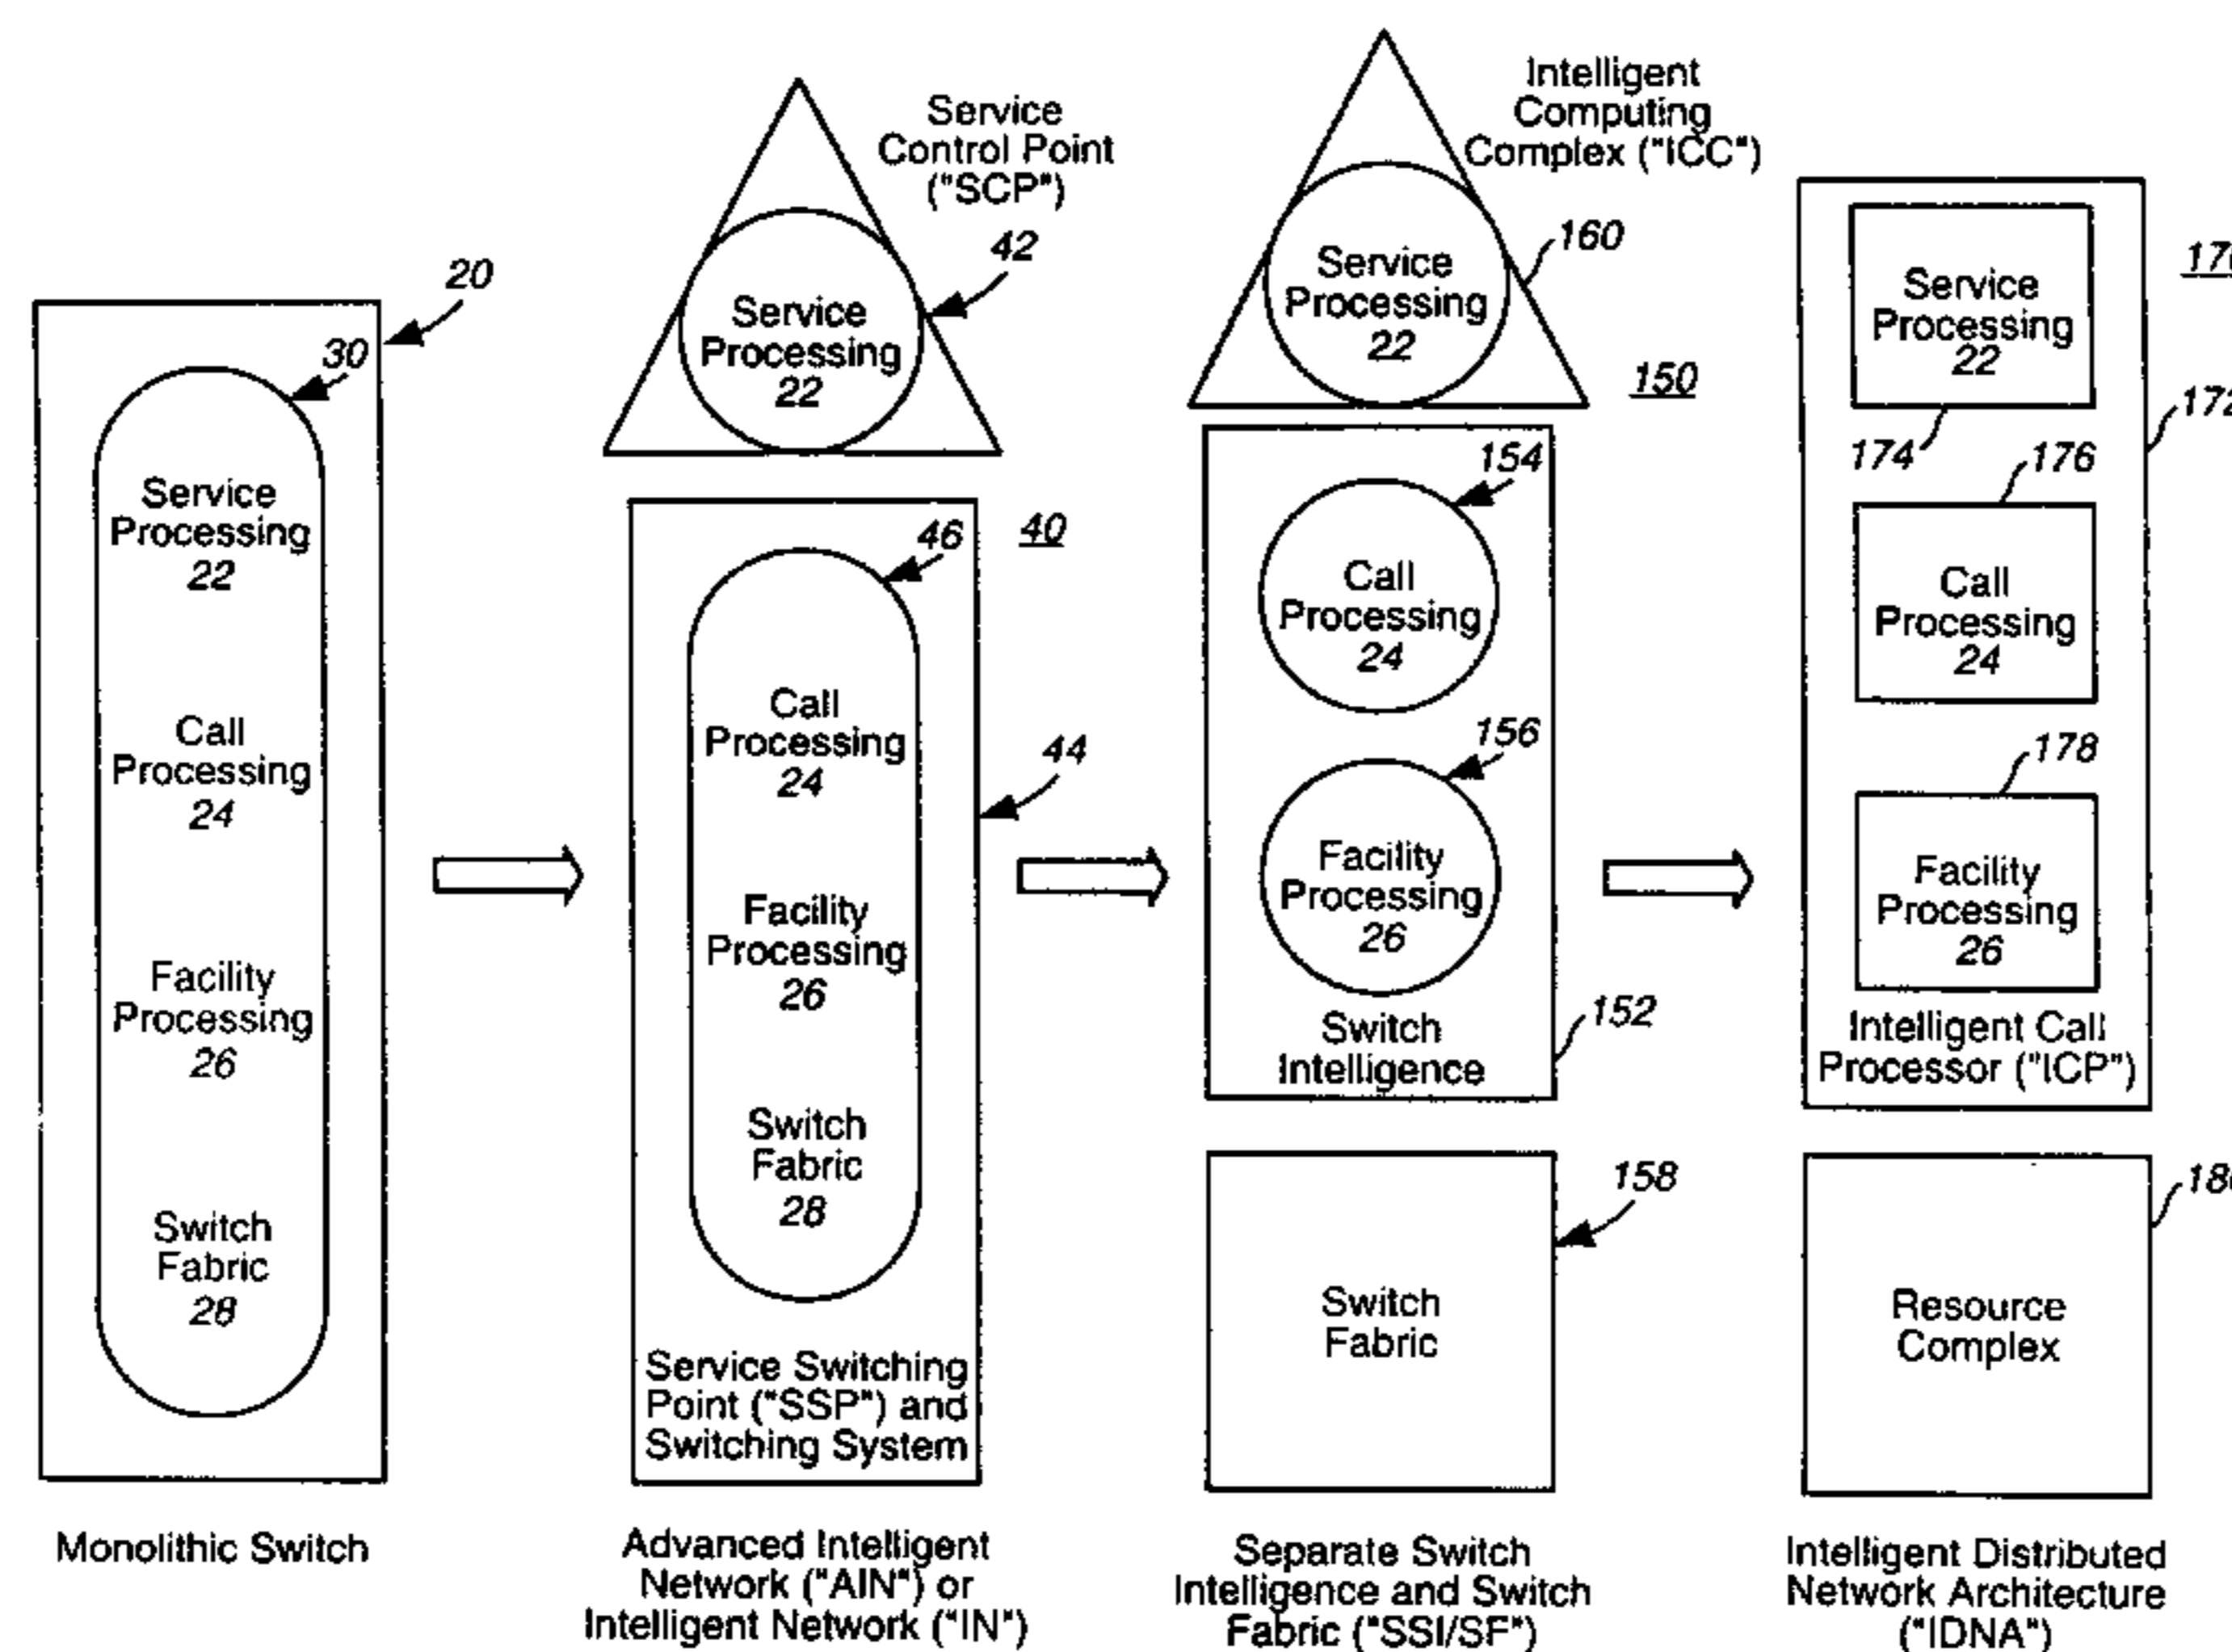 20
30
Service
Processing
22
Call
Processing
24
Facility
Processing
26
Switch
Fabric
28
Monolithic Switch
Service
Control Point
("SCP")
42
Service
Processing
22
40
46
Call
Processing
24
44
Facility
Processing
26
Switch
Fabric
28
Service Switching
Point ("SSP") and
Switching System
Advanced Intelligent
Network ("AIN") or
Intelligent Network ("IN")
Intelligent
Computing
Complex ("ICC")
160
Service
Processing
22
150
154
Call
Processing
24
156
Facility
Processing
26
Switch
Intelligence
152
158
Switch
Fabric
Separate Switch
Intelligence and Switch
Fabric ("SSI/SF")
Service
Processing
22
172
174
176
Call
Processing
24
178
Facility
Processing
26
Intelligent Call
Processor ("ICP")
Resource
Complex
Intelligent Distributed
Network Architecture
("IDNA")